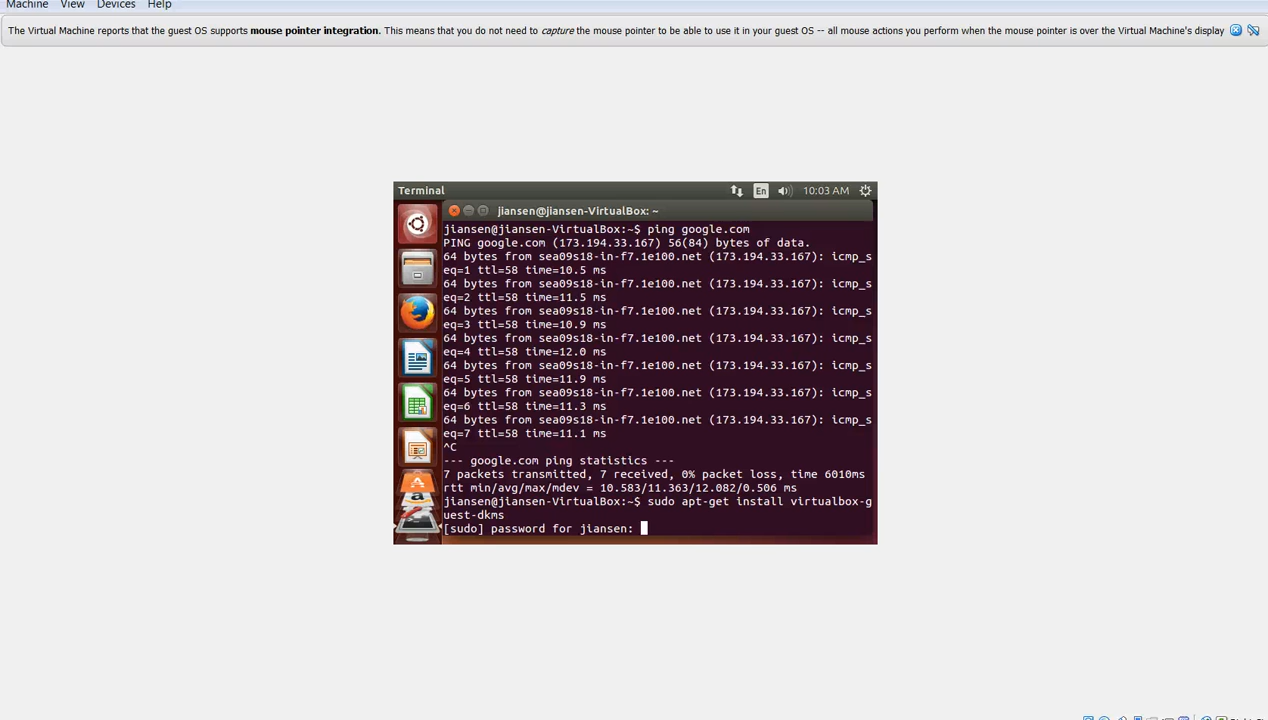 Machine View Devices Help
The Virtual Machine reports that the guest OS supports mouse pointer integration. This means that you do not need to capture the mouse pointer to be able to use it in your guest OS -- all mouse actions you perform when the mouse pointer is over the Virtual Machine's display
Terminal En 10:03 AM
jiansen@jiansen-VirtualBox: ~
jiansen@jiansen-VirtualBox:~$ ping google.com
PING google.com (173.194.33.167) 56(84) bytes of data.
64 bytes from sea09s18-in-f7.1e100.net (173.194.33.167): icmp_s
eq=1 ttl=58 time=10.5 ms
64 bytes from sea09s18-in-f7.1e100.net (173.194.33.167): icmp_s
eq=2 ttl=58 time=11.5 ms
64 bytes from sea09s18-in-f7.1e100.net (173.194.33.167): icmp_s
eq=3 ttl=58 time=10.9 ms
64 bytes from sea09s18-in-f7.1e100.net (173.194.33.167): icmp_s
eq=4 ttl=58 time=12.0 ms
64 bytes from sea09s18-in-f7.1e100.net (173.194.33.167): icmp_s
eq=5 ttl=58 time=11.9 ms
64 bytes from sea09s18-in-f7.1e100.net (173.194.33.167): icmp_s
eq=6 ttl=58 time=11.3 ms
64 bytes from sea09s18-in-f7.1e100.net (173.194.33.167): icmp_s
eq=7 ttl=58 time=11.1 ms
^C
--- google.com ping statistics ---
7 packets transmitted, 7 received, 0% packet loss, time 6010ms
rtt min/avg/max/mdev = 10.583/11.363/12.082/0.506 ms
jiansen@jiansen-VirtualBox:~$ sudo apt-get install virtualbox-g
uest-dkms
[sudo] password for jiansen: